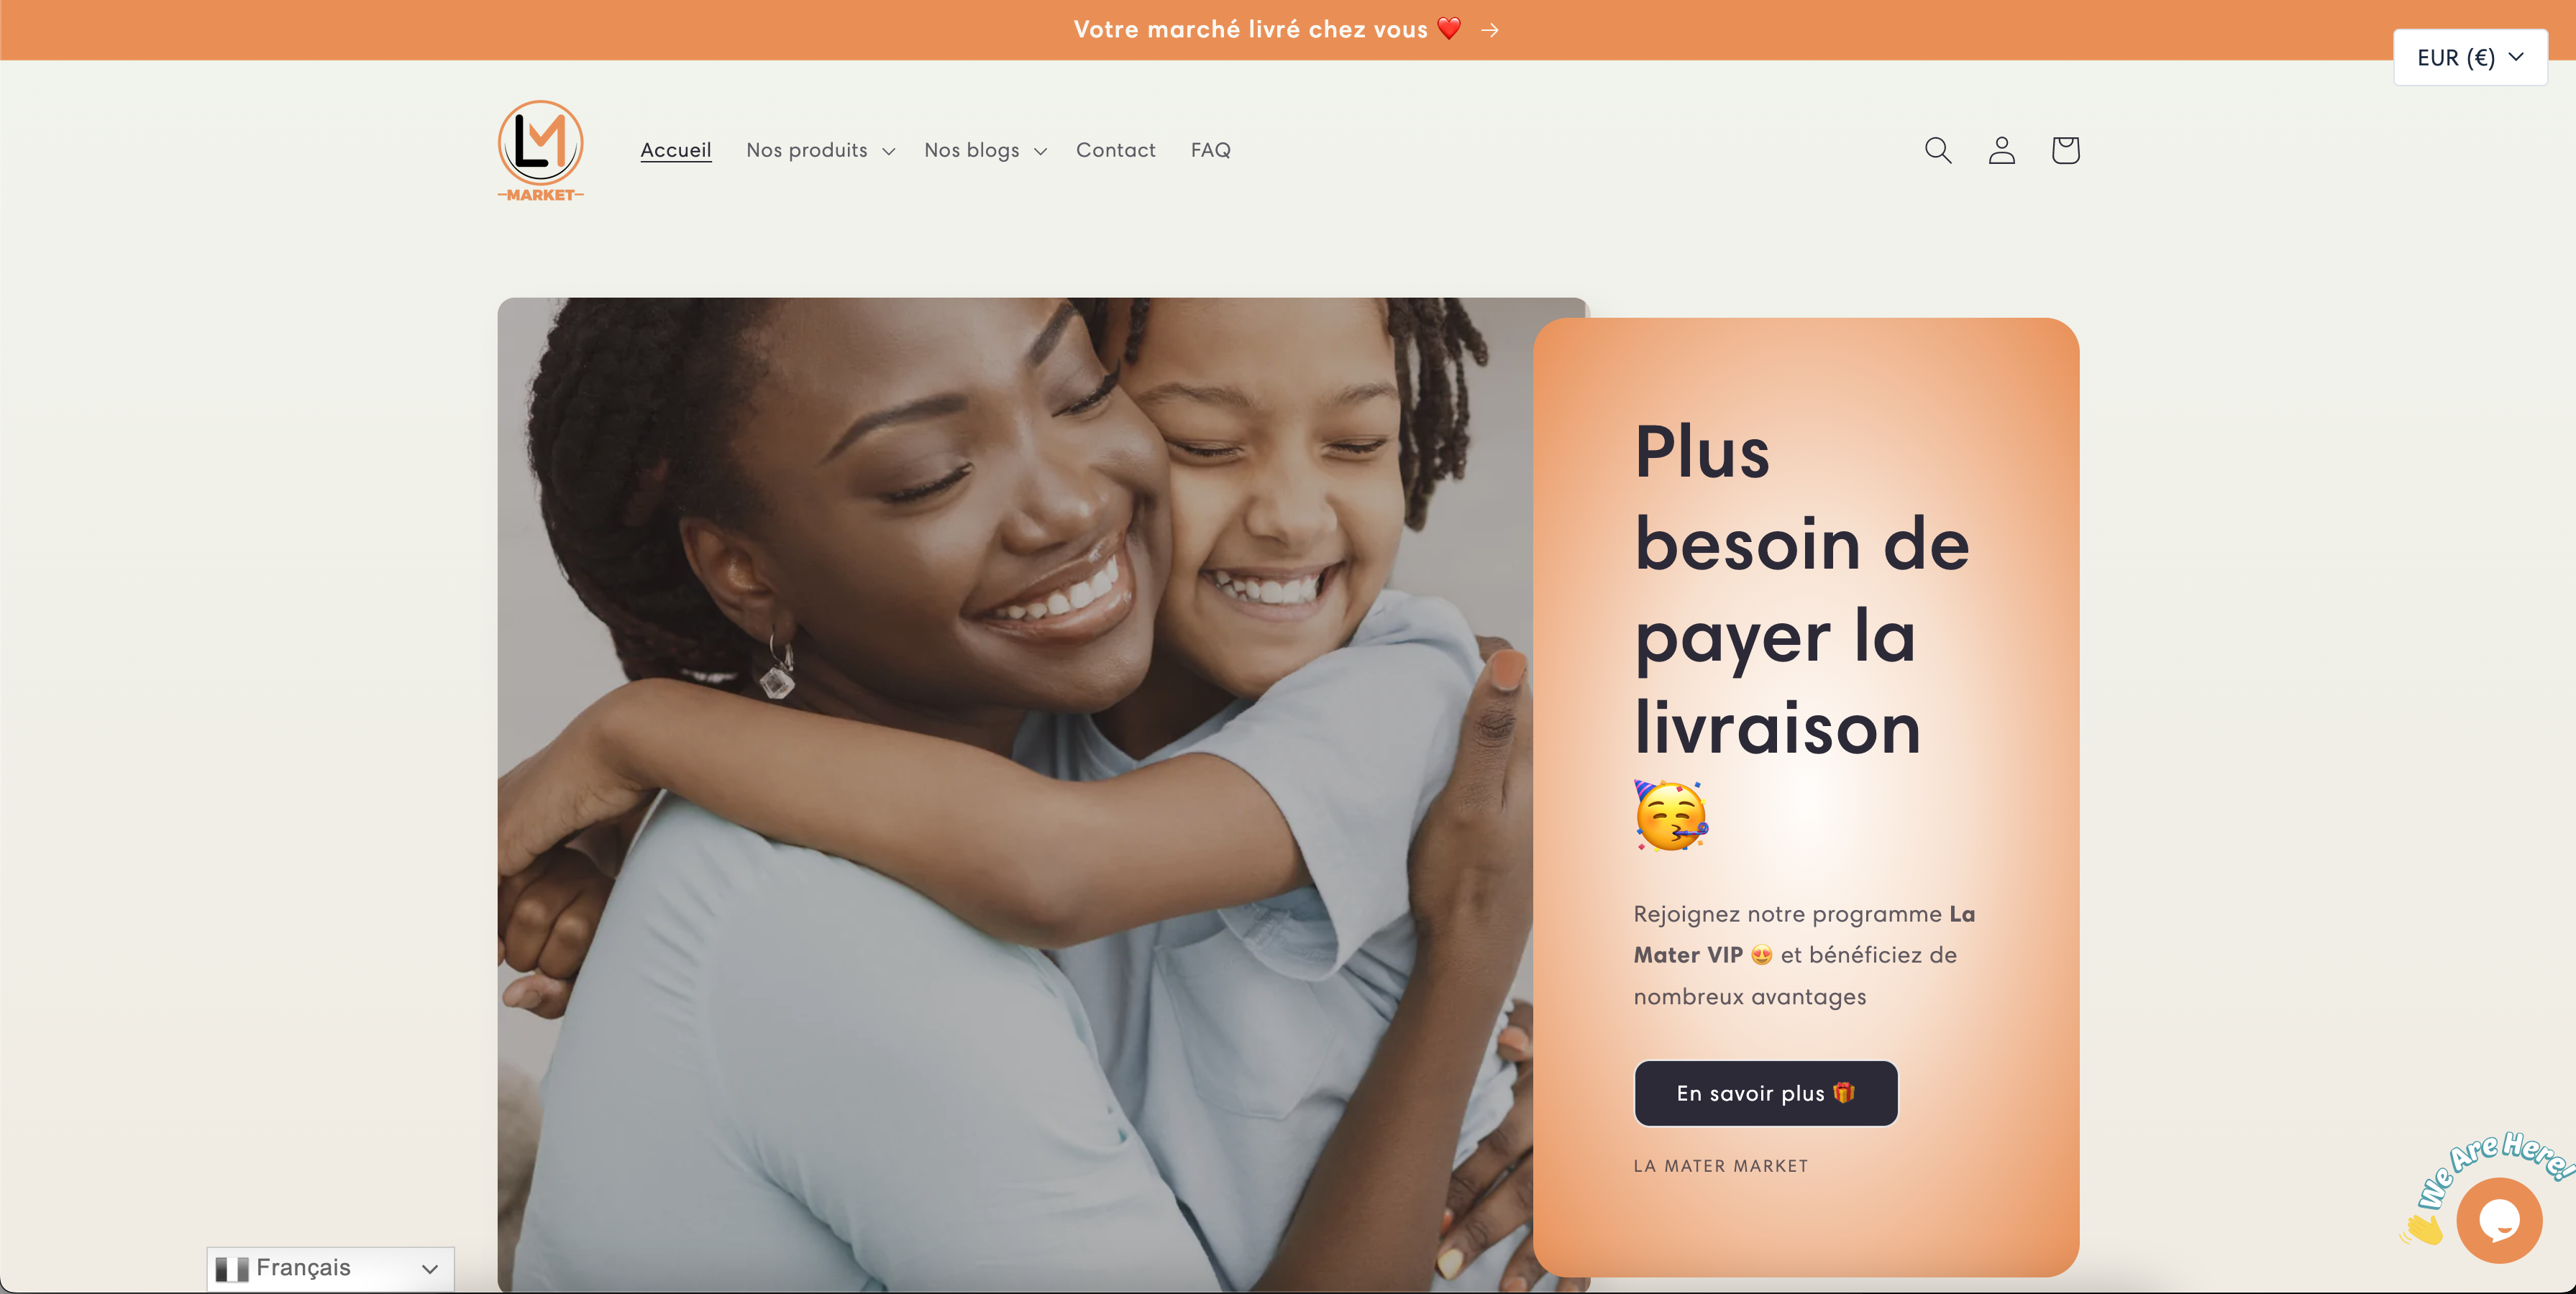 Votre marché livré chez vous ❤️ →
EUR (€)
LM
MARKET
Accueil
Nos produits
Nos blogs
Contact
FAQ
Plus
besoin de
payer la
livraison
🥳
Rejoignez notre programme La
Mater VIP 😍 et bénéficiez de
nombreux avantages
En savoir plus 🎁
LA MATER MARKET
We Are Here!
Français